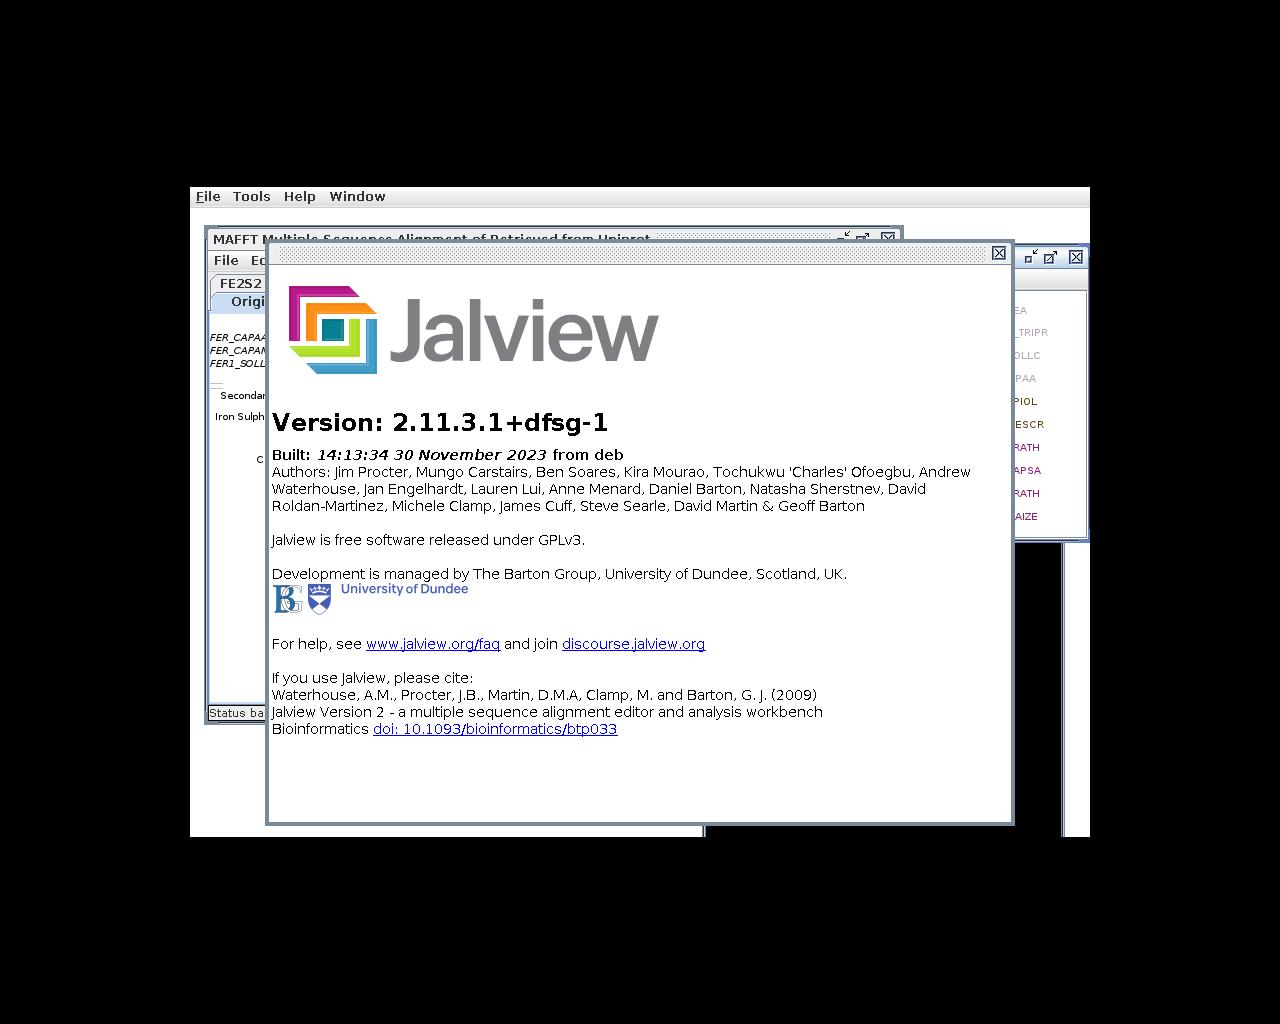 File Tools Help Window
MAFFT Multiple Sequence Alignment of Retrieved from Uniprot
File
FE2S2
FER_CAPAA
Secondar
Iron Sulph
C
Status ba
Jalview
Version: 2.11.3.1+dfsg-1
Built: 14:13:34 30 November 2023 from deb
Authors: Jim Procter, Mungo Carstairs, Ben Soares, Kira Mourao, Tochukwu 'Charles' Ofoegbu, Andrew
Waterhouse, Jan Engelhardt, Lauren Lui, Anne Menard, Daniel Barton, Natasha Sherstnev, David
Roldan-Martinez, Michele Clamp, James Cuff, Steve Searle, David Martin & Geoff Barton
Jalview is free software released under GPLv3.
Development is managed by The Barton Group, University of Dundee, Scotland, UK.
University of Dundee
For help, see www.jalview.org/faq and join discourse.jalview.org
If you use Jalview, please cite:
Waterhouse, A.M., Procter, J.B., Martin, D.M.A, Clamp, M. and Barton, G. J. (2009)
Jalview Version 2 - a multiple sequence alignment editor and analysis workbench
Bioinformatics doi: 10.1093/bioinformatics/btp033
EA
_TRIPR
OLLC
PAA
PIOL
ESCR
RATH
APSA
RATH
AIZE